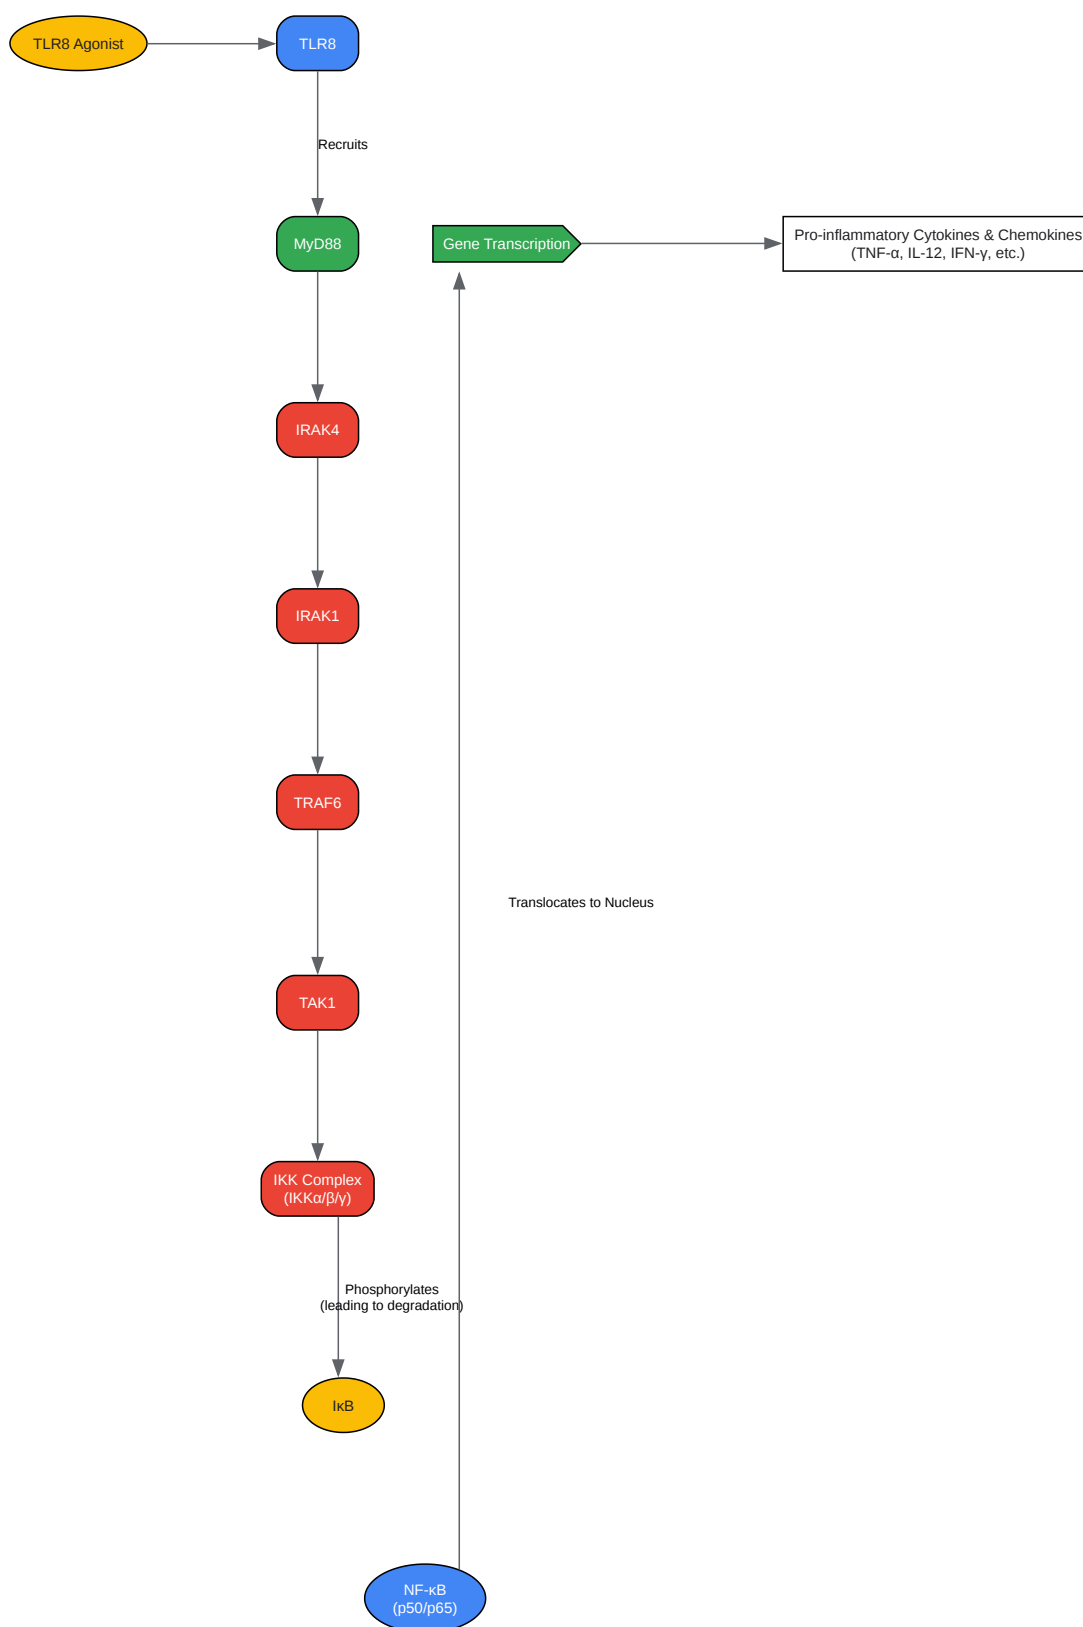 TLR8 Agonist
TLR8
Recruits
MyD88
Gene Transcription
Pro-inflammatory Cytokines & Chemokines
(TNF-α, IL-12, IFN-γ, etc.)
IRAK4
IRAK1
TRAF6
Translocates to Nucleus
TAK1
IKK Complex
(IKKα/β/γ)
Phosphorylates
(leading to degradation)
IκB
NF-κB
(p50/p65)